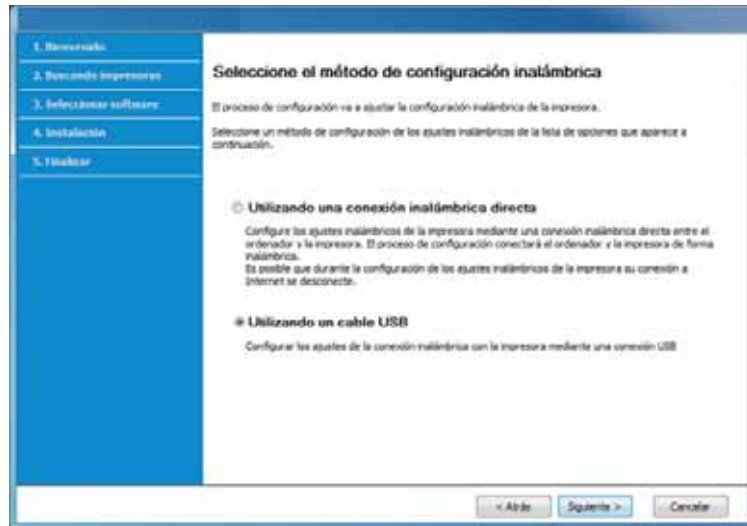 1. Bienvenido
2. Buscando impresoras
3. Seleccionar software
4. Instalación
5. Finalizar
Seleccione el método de configuración inalámbrica
El proceso de configuración va a ajustar la configuración inalámbrica de la impresora.
Seleccione un método de configuración de los ajustes inalámbricos de la lista de opciones que aparece a
continuación.
Utilizando una conexión inalámbrica directa
Configure los ajustes inalámbricos de la impresora mediante una conexión inalámbrica directa entre el
ordenador y la impresora. El proceso de configuración conectará el ordenador y la impresora de forma
inalámbrica.
Es posible que durante la configuración de los ajustes inalámbricos de la impresora su conexión a
Internet se desconecte.
Utilizando un cable USB
Configurar los ajustes de la conexión inalámbrica con la impresora mediante una conexión USB
< Atrás
Siguiente >
Cancelar